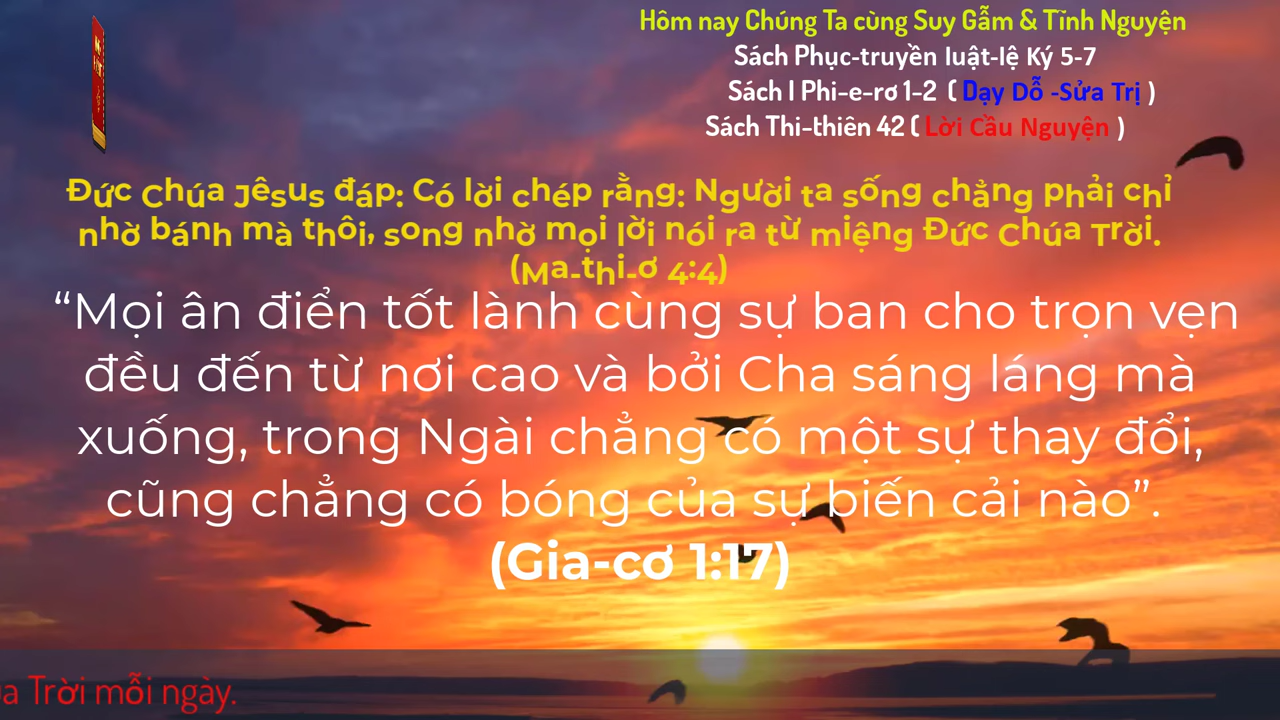 Hôm nay Chúng Ta cùng Suy Gẫm & Tĩnh Nguyện
Sách Phục-truyền luật-lệ Ký 5-7
Sách I Phi-e-rơ 1-2 ( Dạy Dỗ -Sửa Trị )
Sách Thi-thiên 42 ( Lời Cầu Nguyện )
Đức Chúa Jêsus đáp: Có lời chép rằng: Người ta sống chẳng phải chỉ
nhờ bánh mà thôi, song nhờ mọi lời nói ra từ miệng Đức Chúa Trời.
(Ma-thi-ơ 4:4)
“Mọi ân điển tốt lành cùng sự ban cho trọn vẹn
đều đến từ nơi cao và bởi Cha sáng láng mà
xuống, trong Ngài chẳng có một sự thay đổi,
cũng chẳng có bóng của sự biến cải nào”.
(Gia-cơ 1:17)
Trời mỗi ngày.